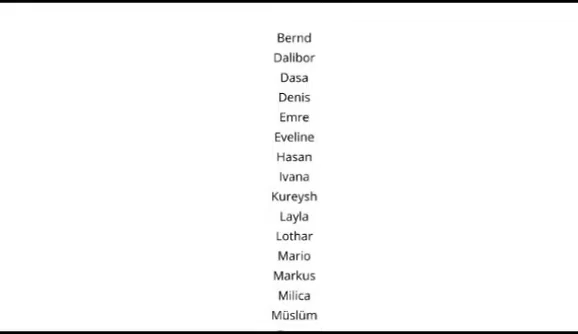 Bernd
Dalibor
Dasa
Denis
Emre
Eveline
Hasan
Ivana
Kureysh
Layla
Lothar
Mario
Markus
Milica
Müslüm